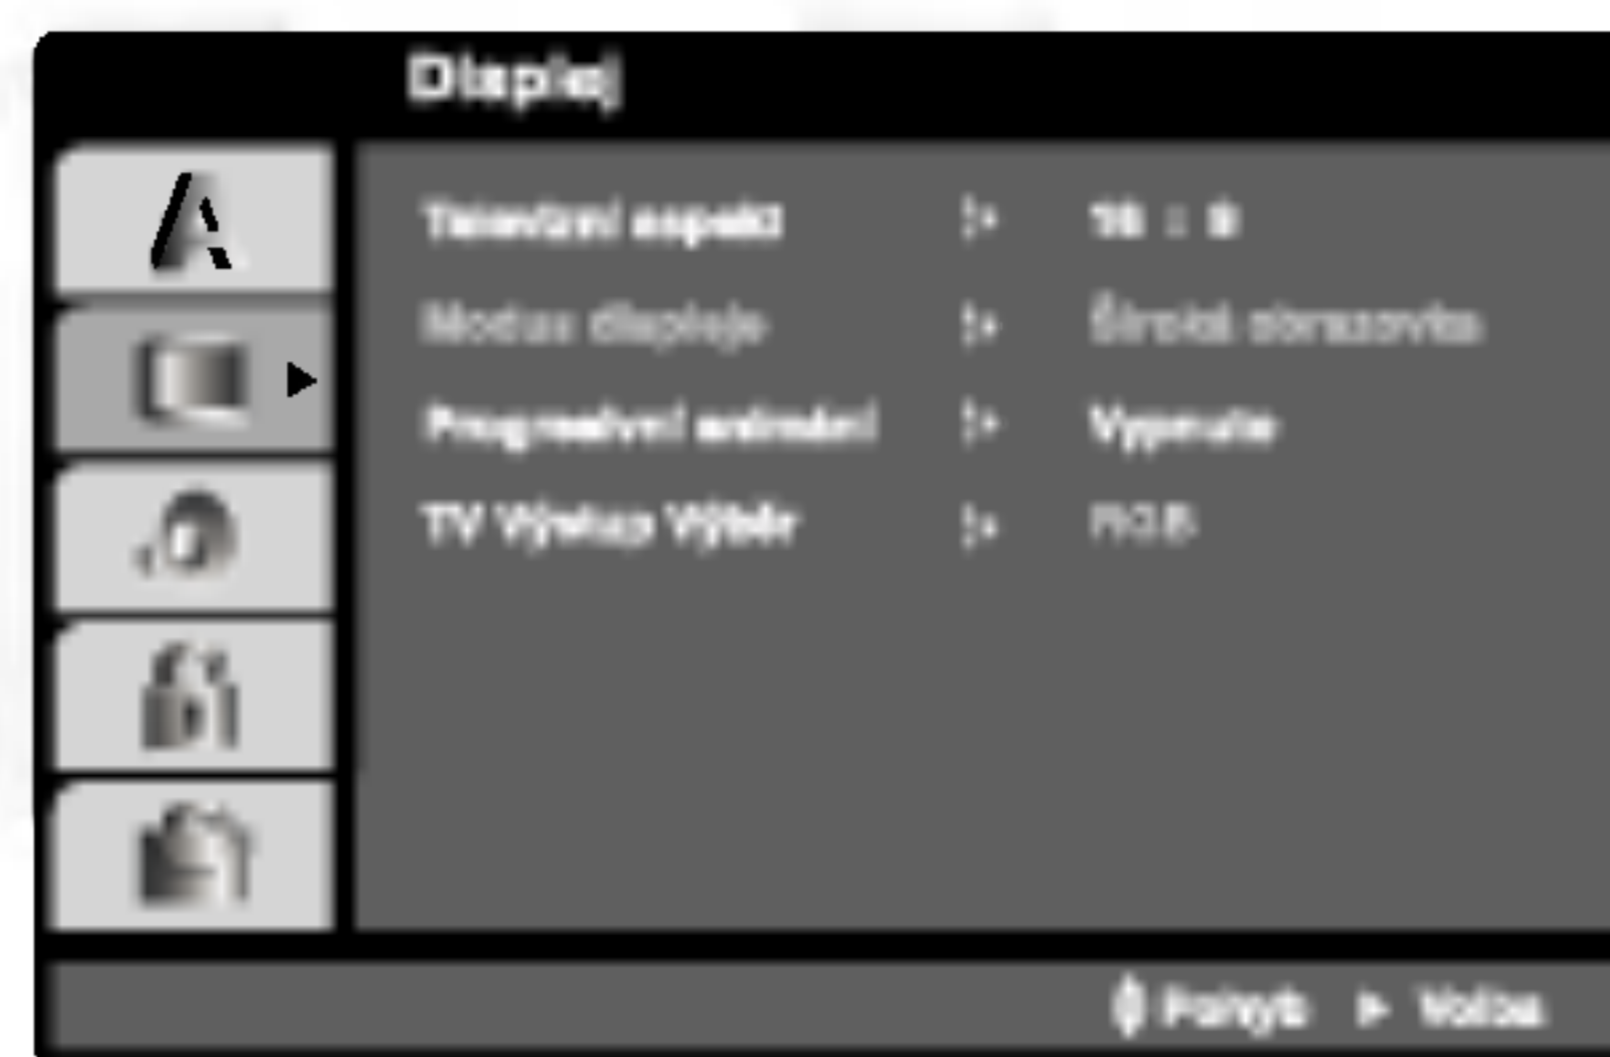 Displej
A
Televizní aspekt 16 : 9
Modus displeje Široká obrazovka
Progresivní snímání Vypnuto
TV Výstup Výběr RGB
Pohyb Volba